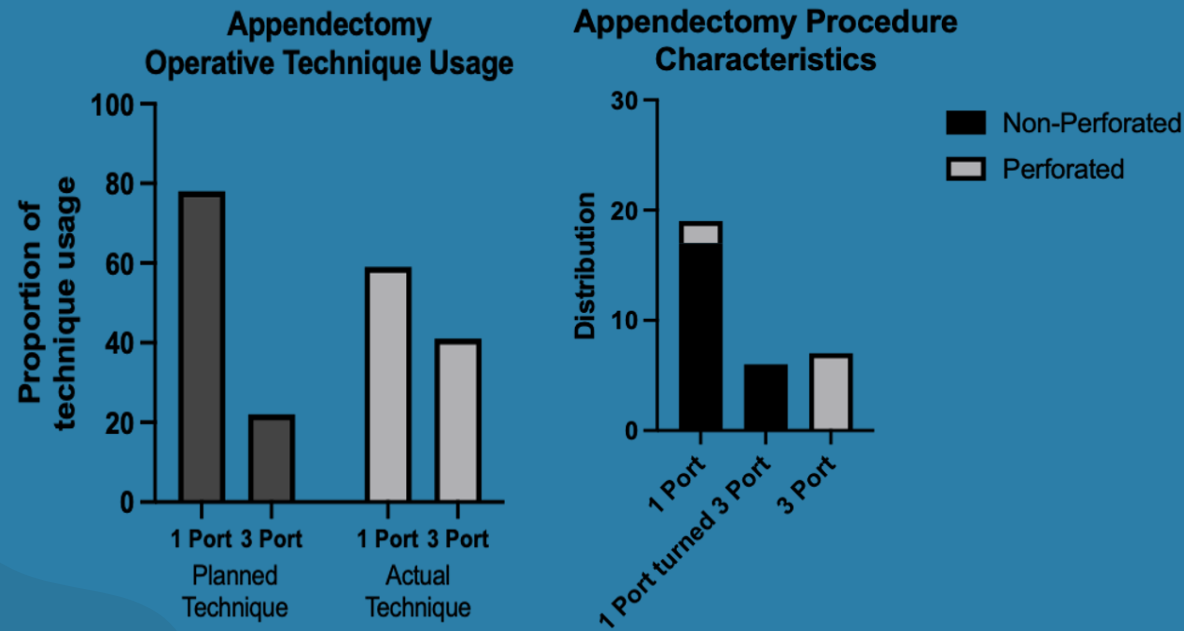 Appendectomy
Operative Technique Usage
Proportion of
technique usage
100
80
60
40
20
0
1 Port 3 Port
1 Port 3 Port
Planned
Technique
Actual
Technique
Appendectomy Procedure
Characteristics
Distribution
30
20
10
0
1 Port
1 Port turned 3 Port
3 Port
Non-Perforated
Perforated